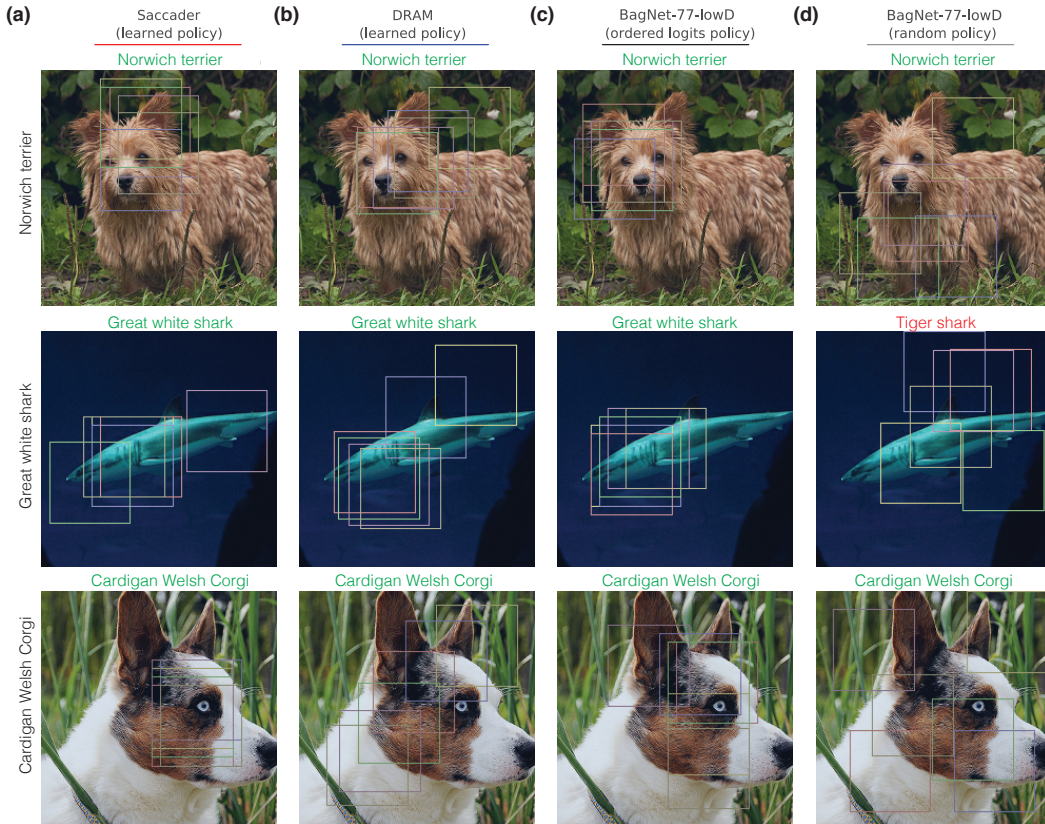 (a) Saccader (b) DRAM (c) BagNet-77-lowD (d) BagNet-77-lowD
(learned policy) (learned policy) (ordered logits policy) (random policy)
Norwich terrier Norwich terrier Norwich terrier Norwich terrier
Norwich terrier
Great white shark Great white shark Great white shark Tiger shark
Great white shark
Cardigan Welsh Corgi Cardigan Welsh Corgi Cardigan Welsh Corgi Cardigan Welsh Corgi
Cardigan Welsh Corgi